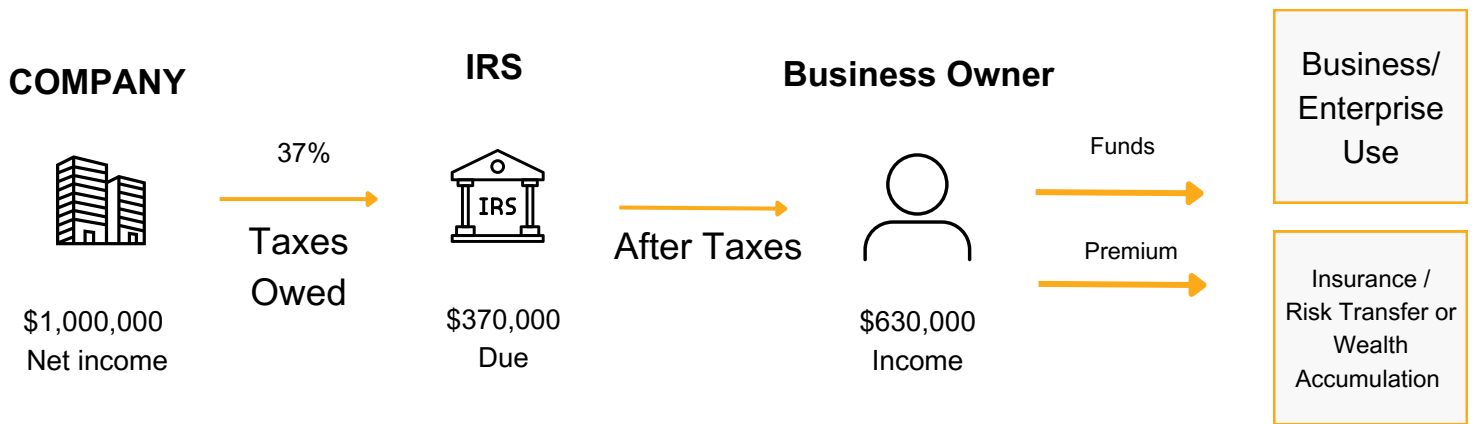 COMPANY
$1,000,000
Net income
37%
Taxes
Owed
IRS
IRS
$370,000
Due
After Taxes
Business Owner
$630,000
Income
Funds
Premium
Business/
Enterprise
Use
Insurance /
Risk Transfer or
Wealth
Accumulation